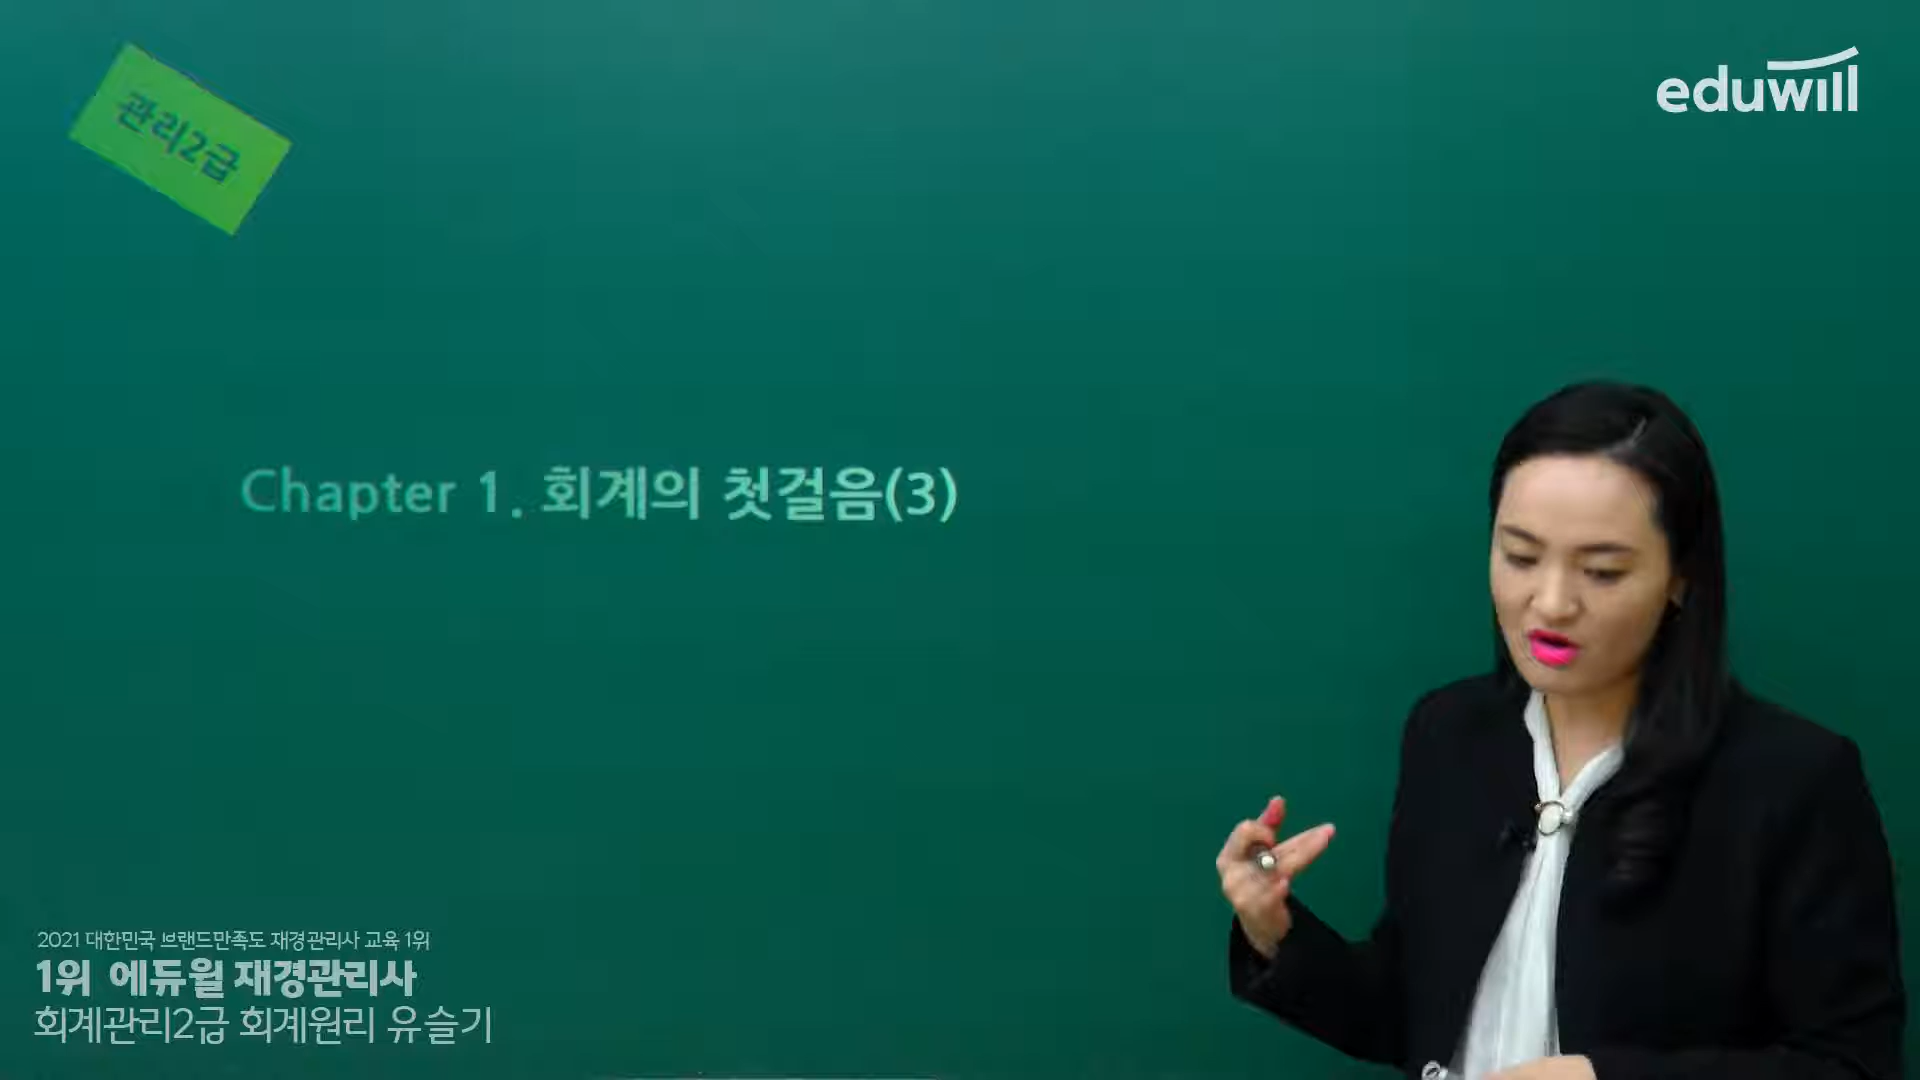 관리2급
eduwill
Chapter 1. 회계의 첫걸음(3)
2021 대한민국 브랜드만족도 재경관리사 교육 1위
1위 에듀윌 재경관리사
회계관리2급 회계원리 유슬기